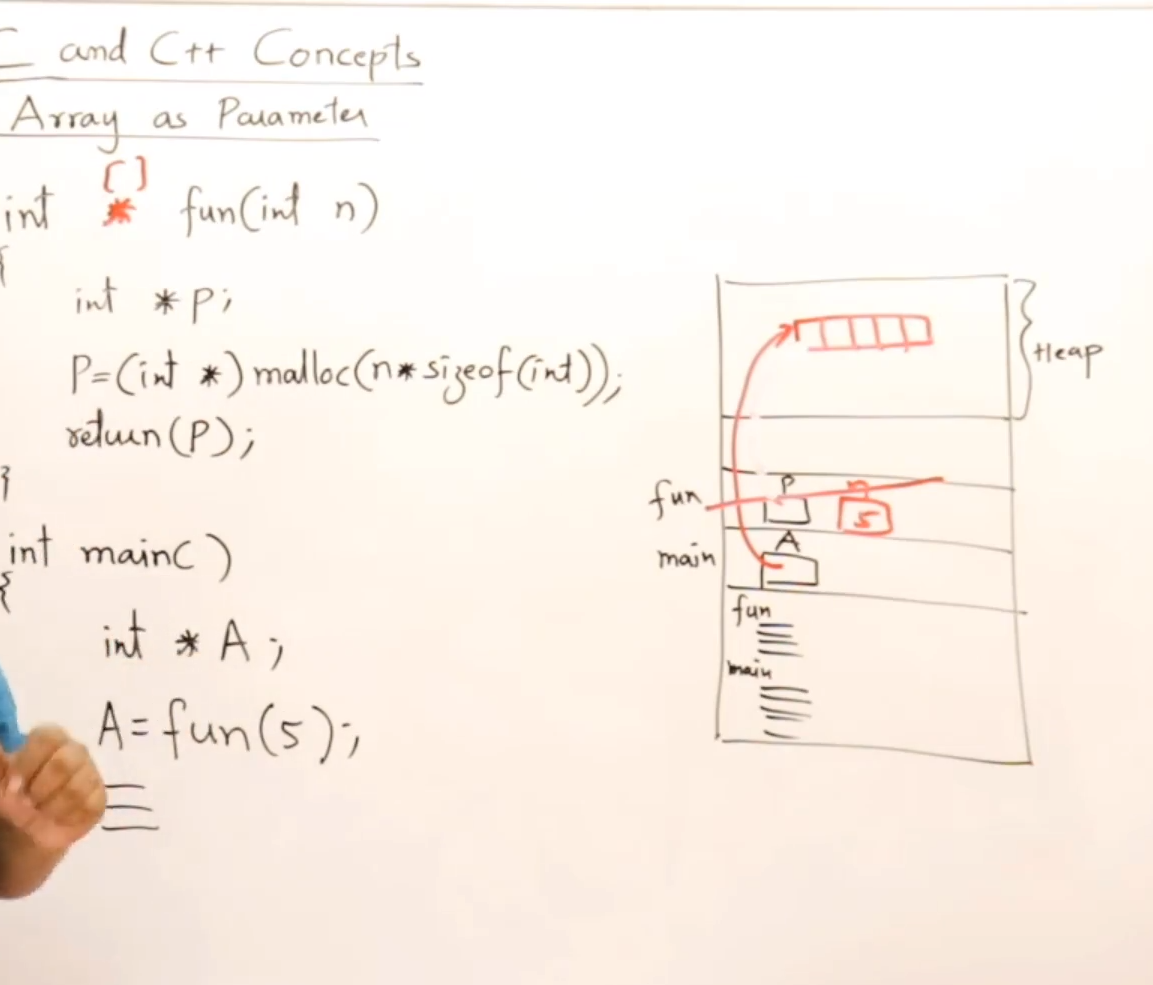 C and C++ Concepts
Array as Parameter
[ ]
int * fun(int n)
{
int *p;
P=(int *)malloc(n*sizeof(int));
return(P);
}
int main()
{
int *A;
A=fun(5);
Heap
fun
P n
5
main
A
fun
main